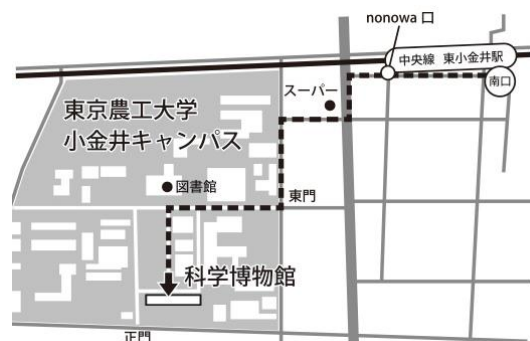 nonowa 口
中央線 東小金井駅
南口
スーパー
東京農工大学
小金井キャンパス
図書館
東門
科学博物館
正門